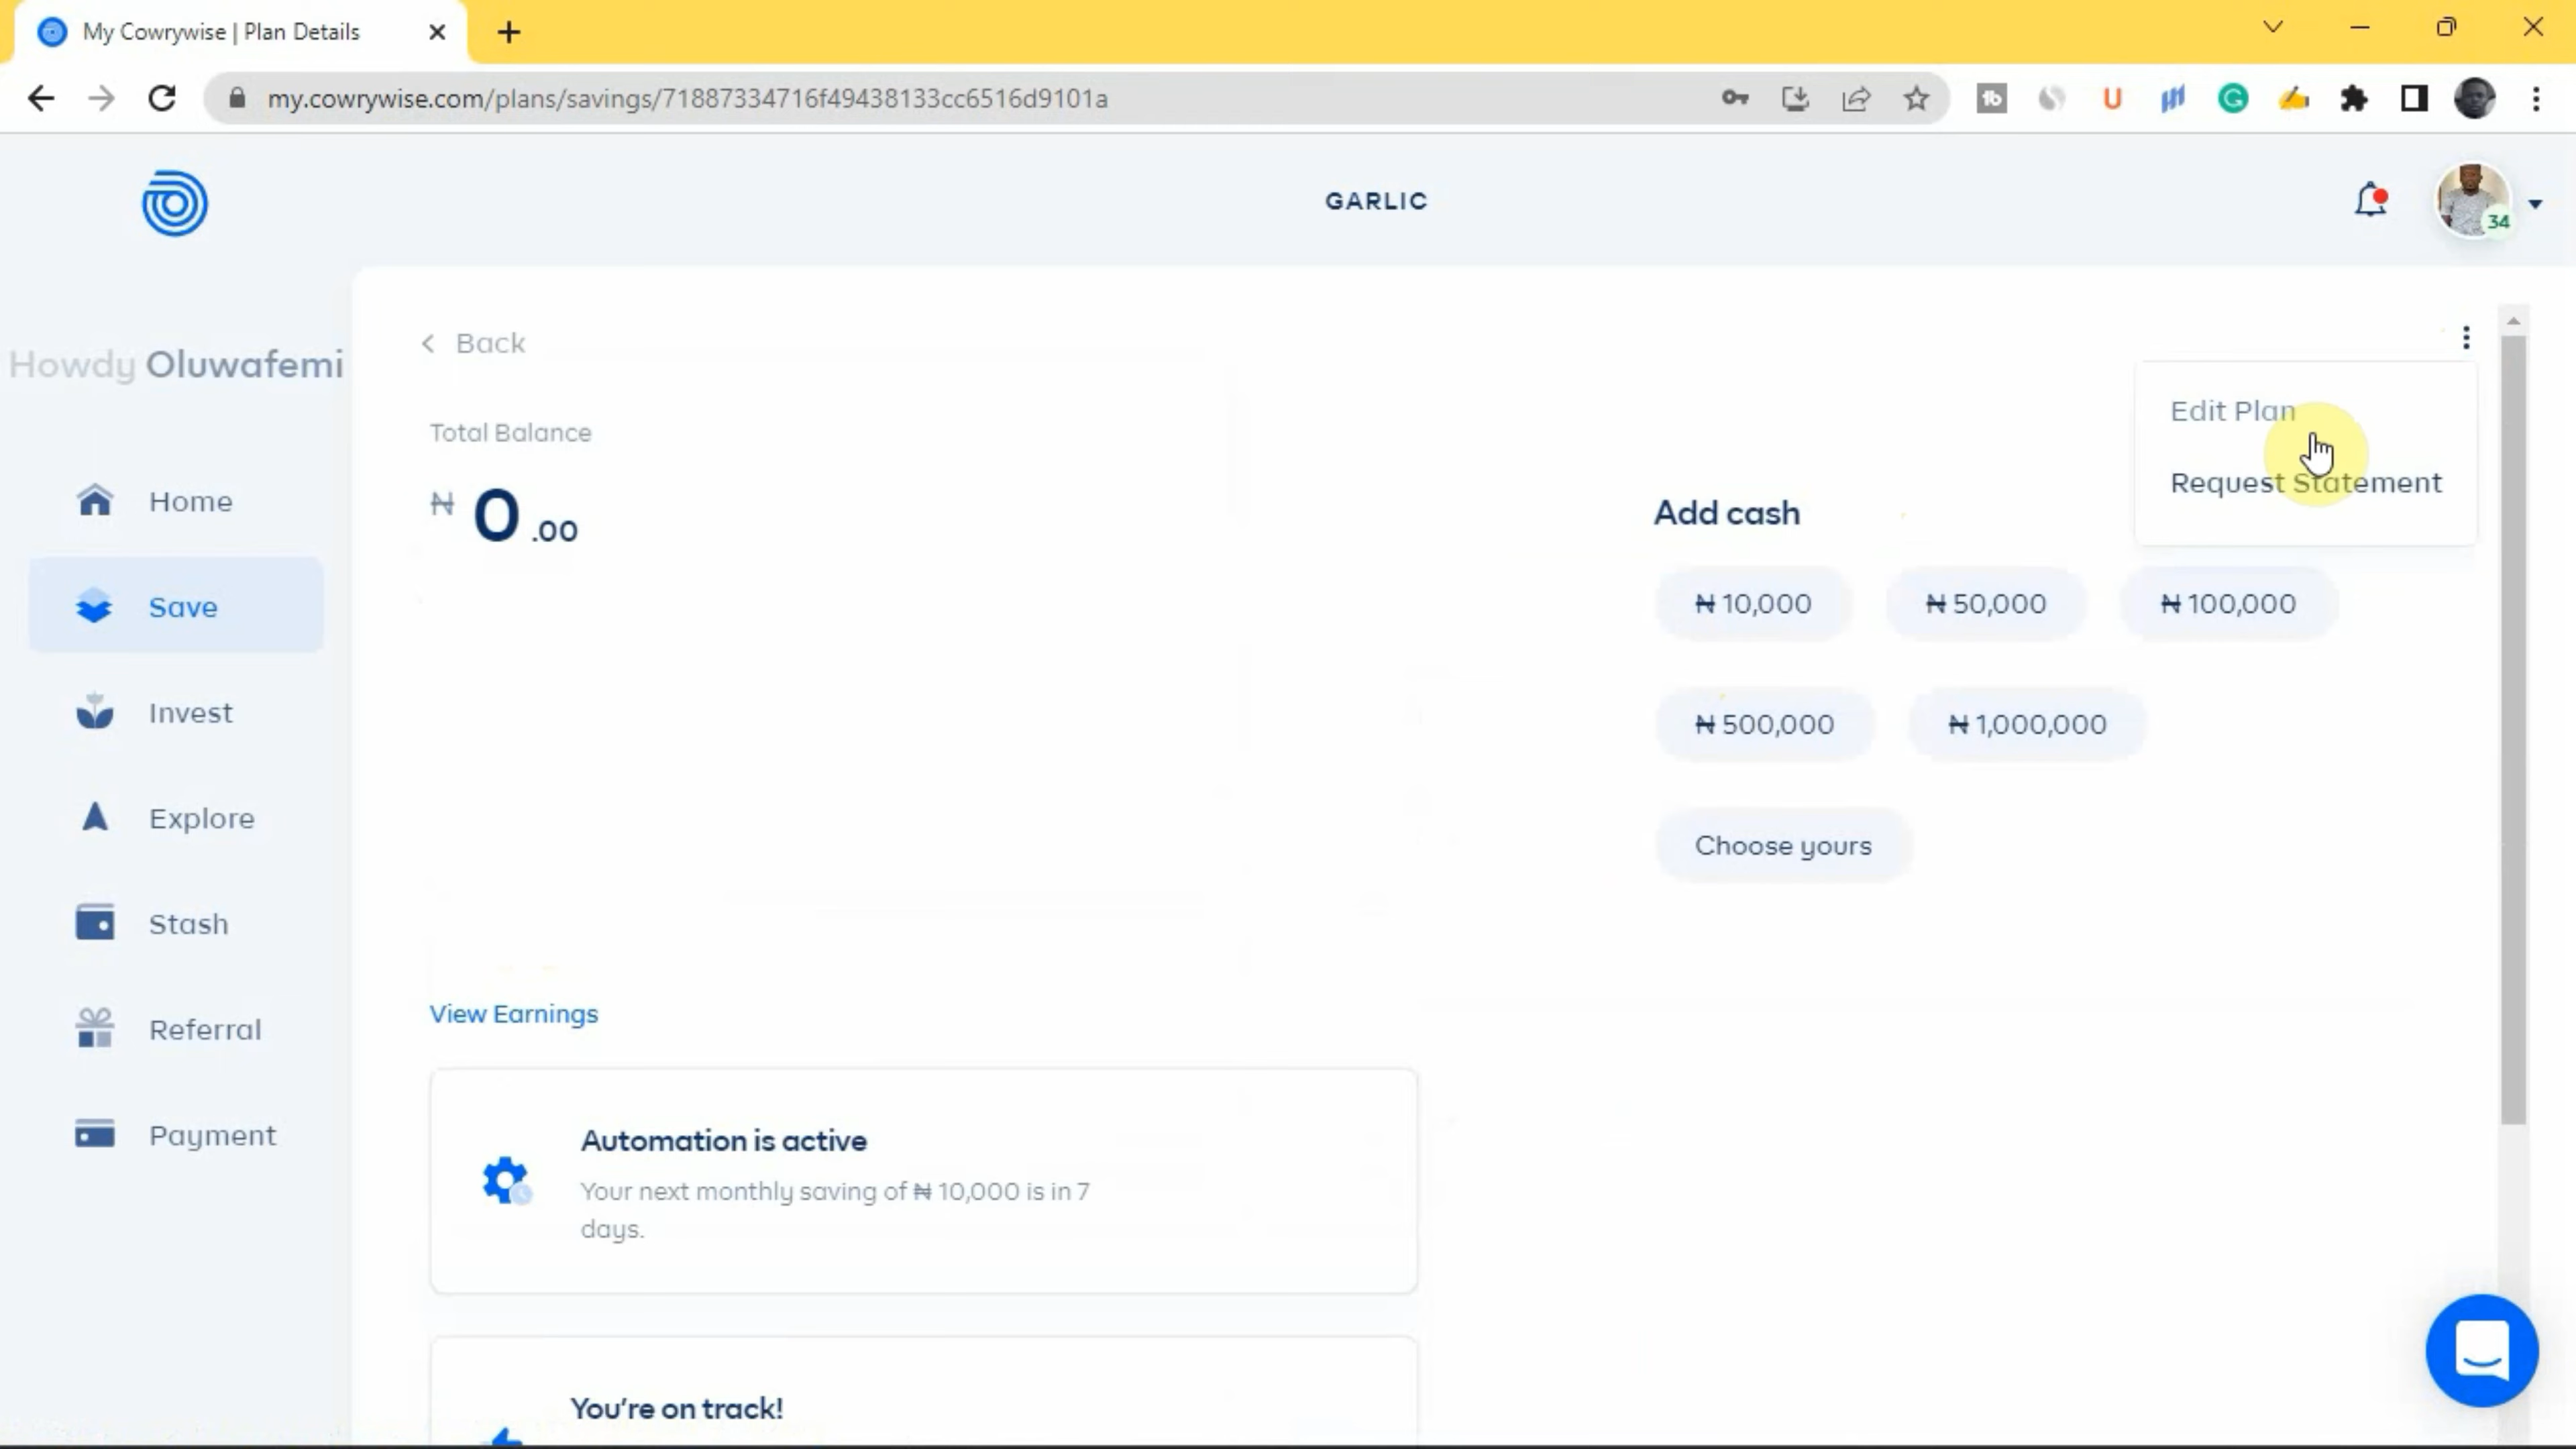 My Cowrywise | Plan Details
my.cowrywise.com/plans/savings/71887334716f49438133cc6516d9101a
GARLIC
34
Howdy Oluwafemi
Home
Save
Invest
Explore
Stash
Referral
Payment
Back
Total Balance
₦ 0.00
Edit Plan
Request Statement
Add cash
₦ 10,000
₦ 50,000
₦ 100,000
₦ 500,000
₦ 1,000,000
Choose yours
View Earnings
Automation is active
Your next monthly saving of ₦ 10,000 is in 7
days.
You're on track!